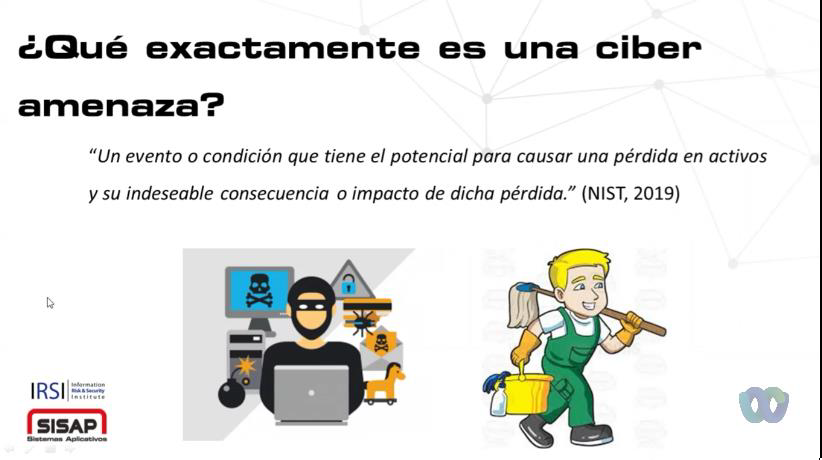 ¿Qué exactamente es una ciber
amenaza?
“Un evento o condición que tiene el potencial para causar una pérdida en activos
y su indeseable consecuencia o impacto de dicha pérdida.” (NIST, 2019)
IRSI Information
Risk & Security
Institute
SISAP
Sistemas Aplicativos